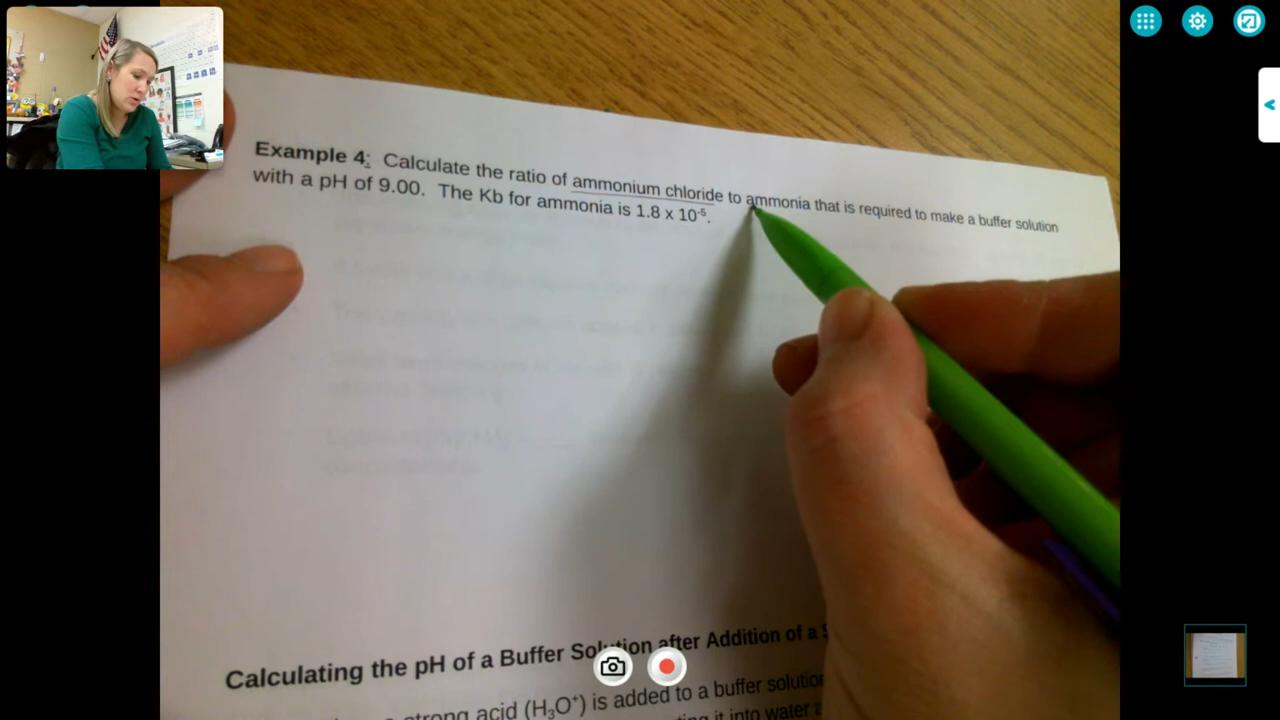 Example 4: Calculate the ratio of ammonium chloride to ammonia that is required to make a buffer solution
with a pH of 9.00. The Kb for ammonia is 1.8 x 10⁻⁵.
Calculating the pH of a Buffer Solution after Addition of a
strong acid (H₃O⁺) is added to a buffer solution
it into water